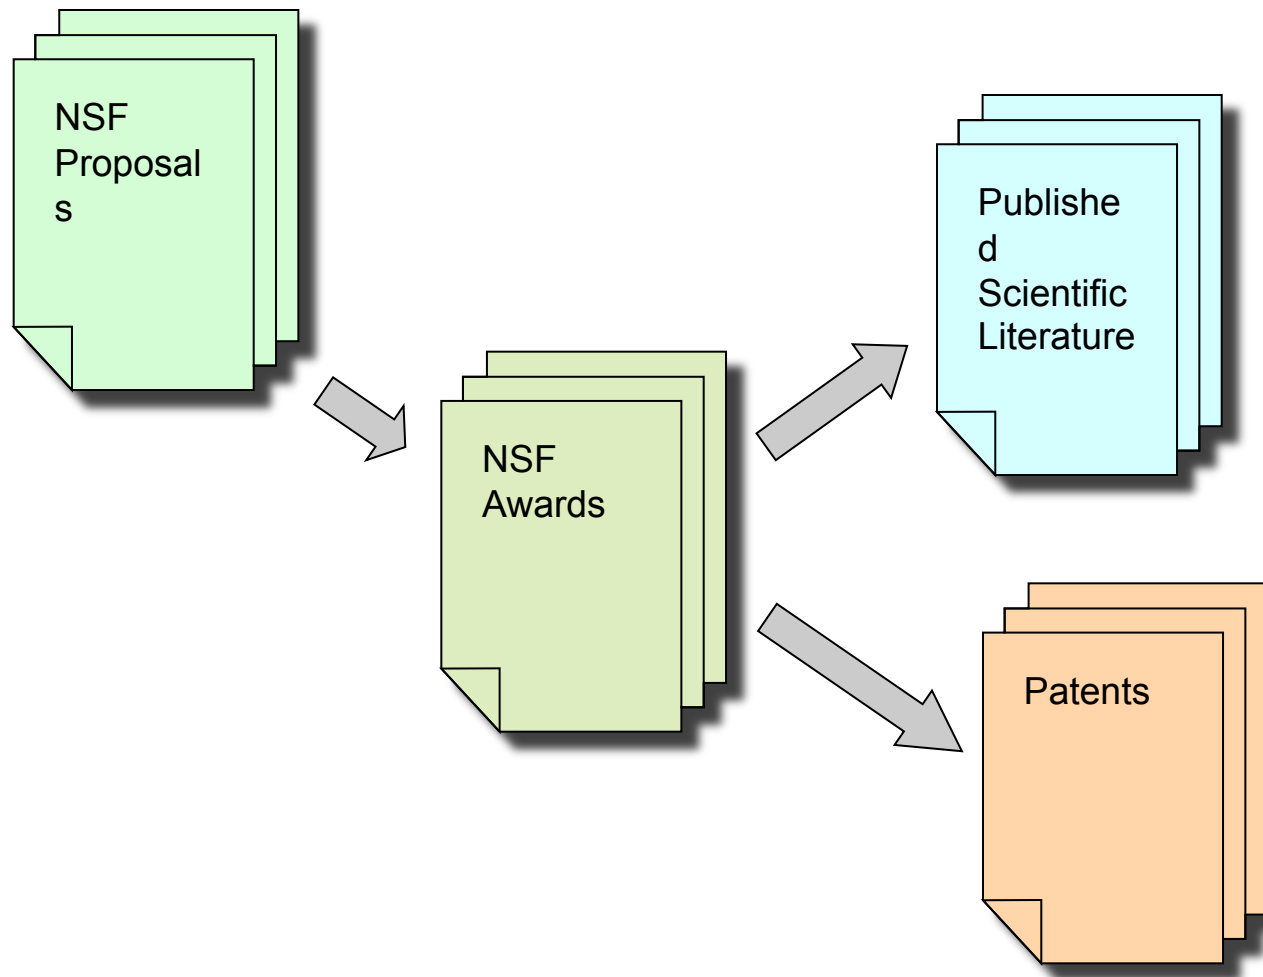 NSF
Proposal
s
Publishe
d
Scientific
Literature
NSF
Awards
Patents